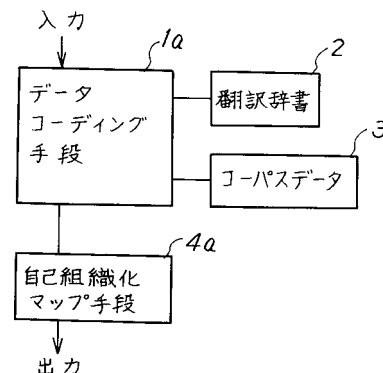 入力
1a
データ
コーディング
手段
2
翻訳辞書
3
コーパスデータ
4a
自己組織化
マップ手段
出力